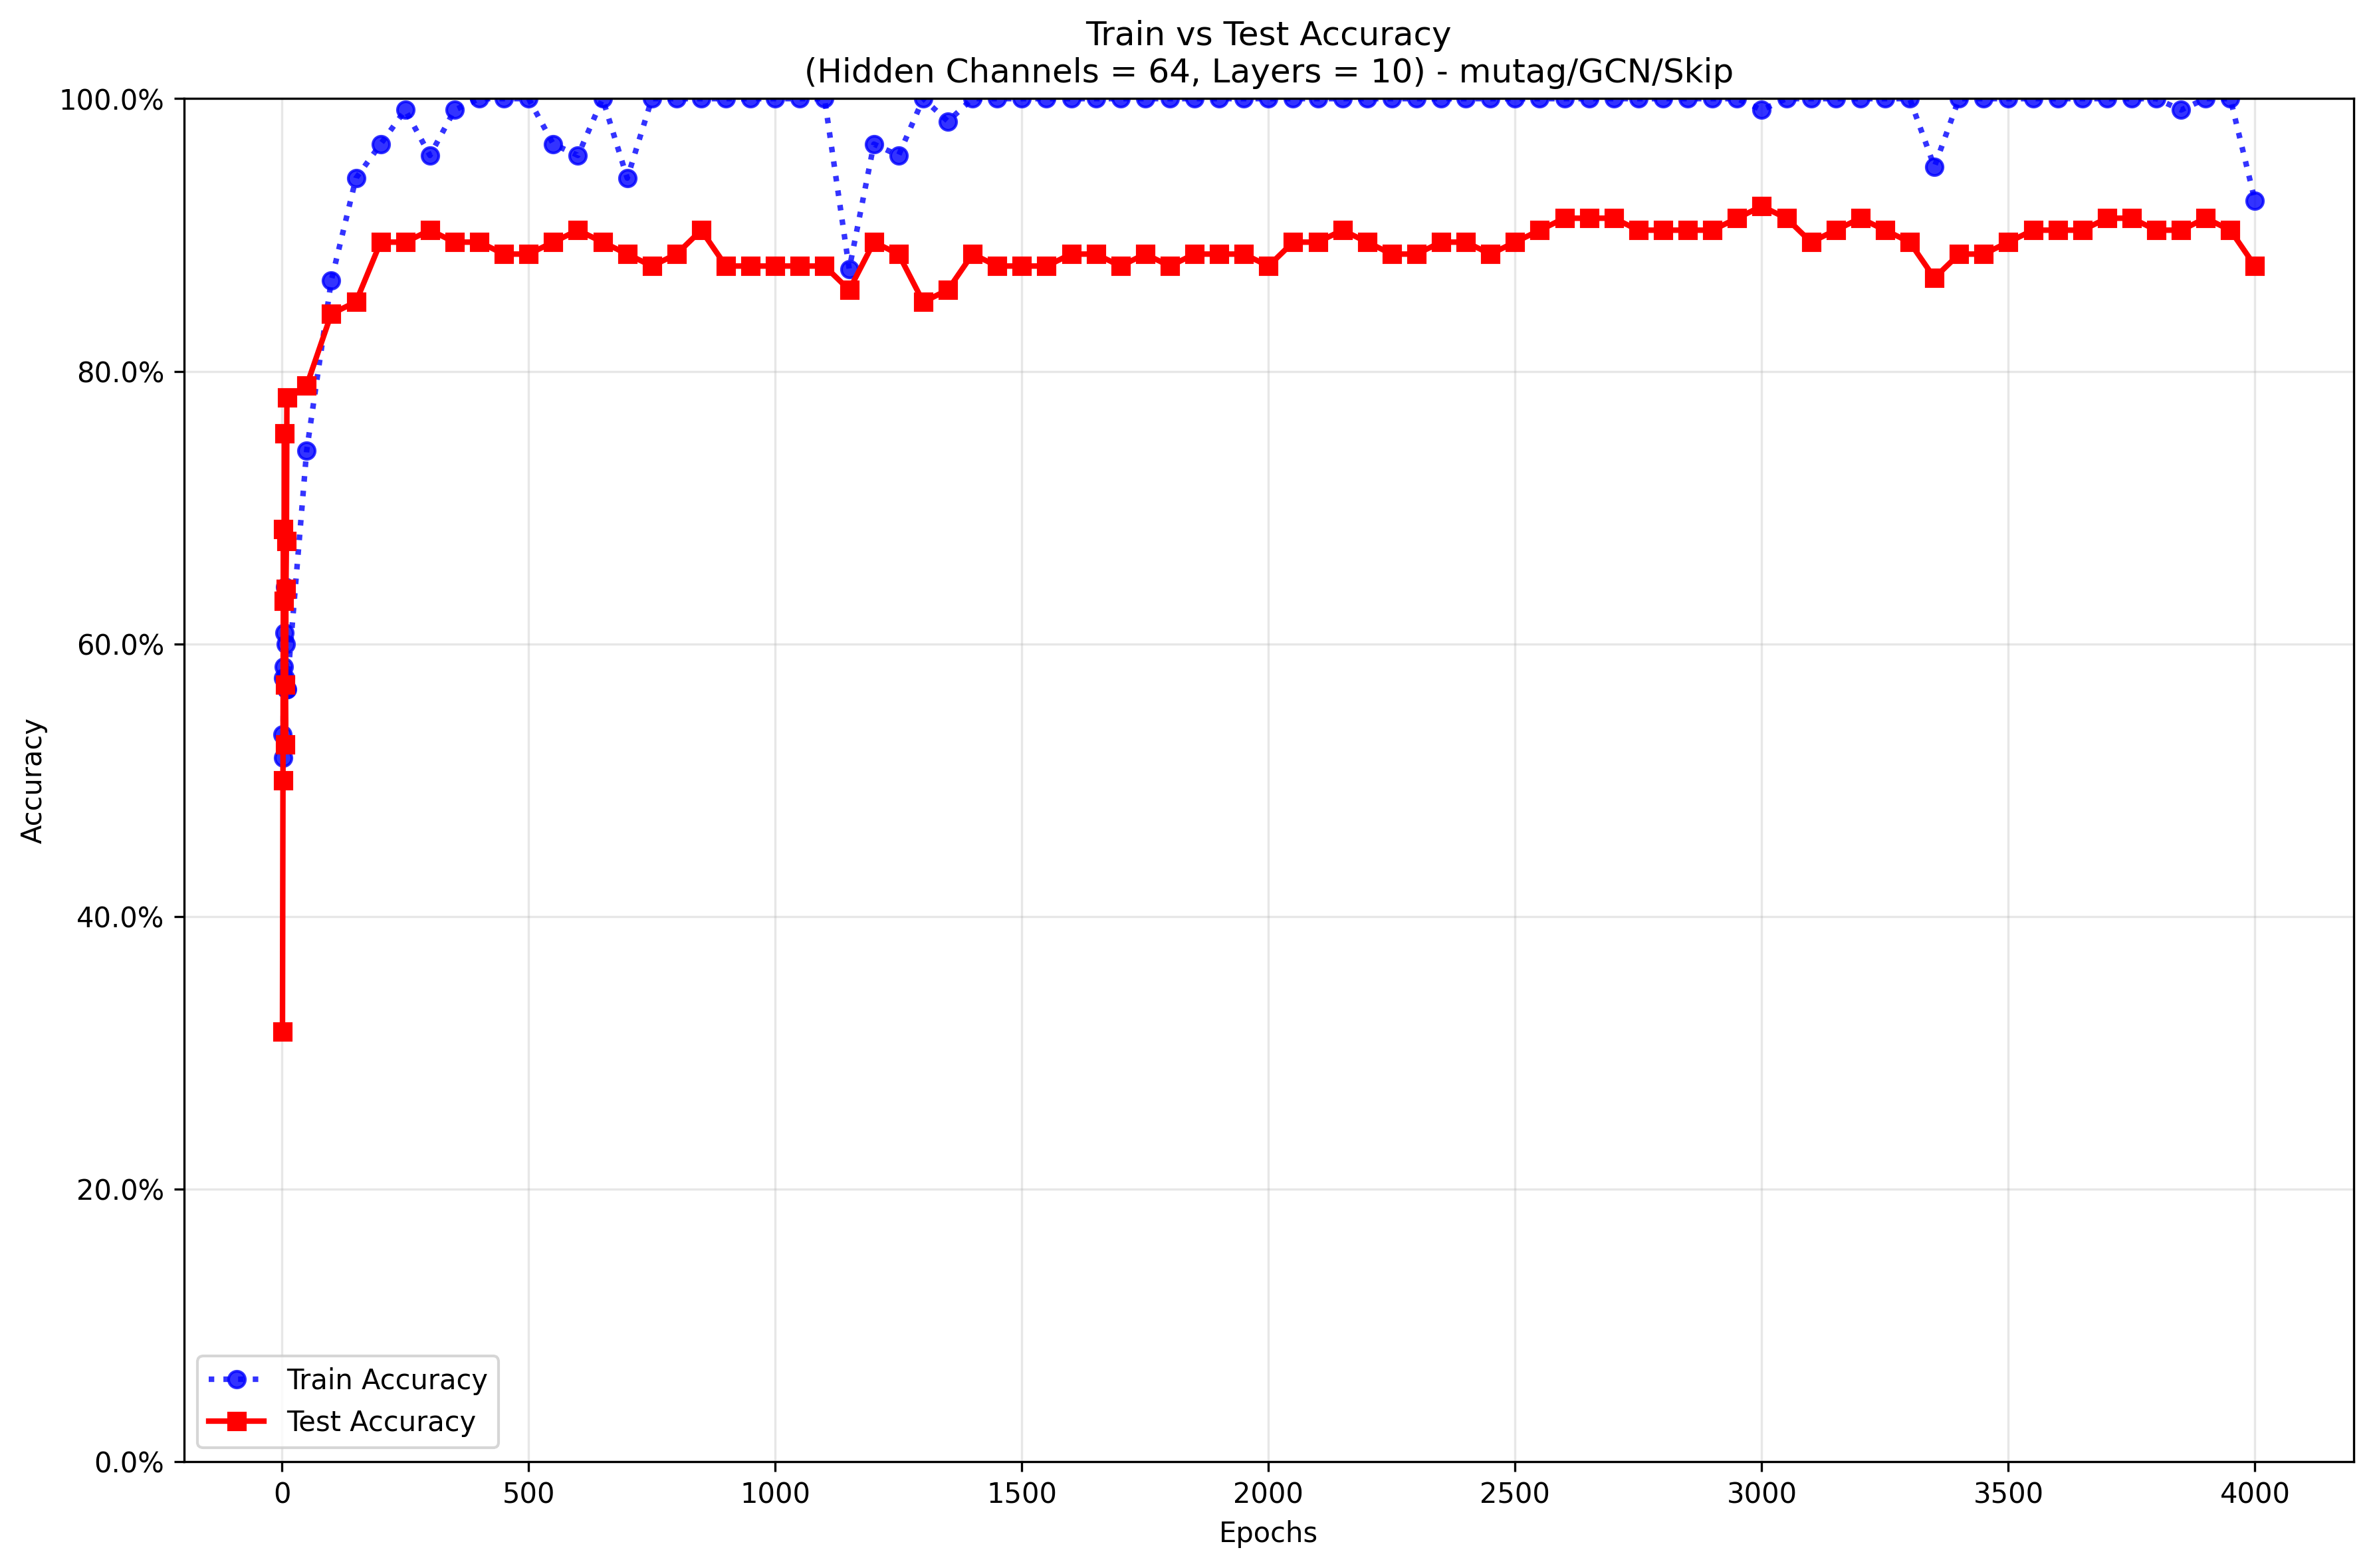 Train vs Test Accuracy
(Hidden Channels = 64, Layers = 10) - mutag/GCN/Skip
100.0%
80.0%
60.0%
40.0%
20.0%
0.0%
Accuracy
Train Accuracy
Test Accuracy
0 500 1000 1500 2000 2500 3000 3500 4000
Epochs